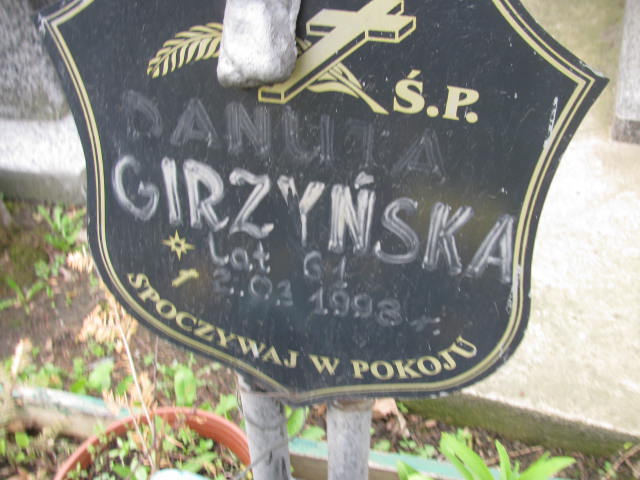 Ś.P.
DANUTA
GIRZYŃSKA
Lat 61
2.03 1998 r.
SPOCZYWAJ W POKOJU